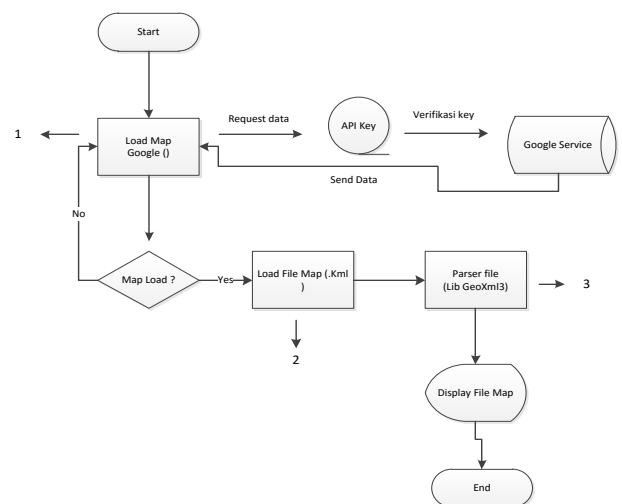 Start
1
Load Map
Google ()
Request data
API Key
Verifikasi key
Google Service
Send Data
No
Map Load ?
Yes
Load File Map (.Kml
)
Parser file
(Lib GeoXml3)
3
2
Display File Map
End